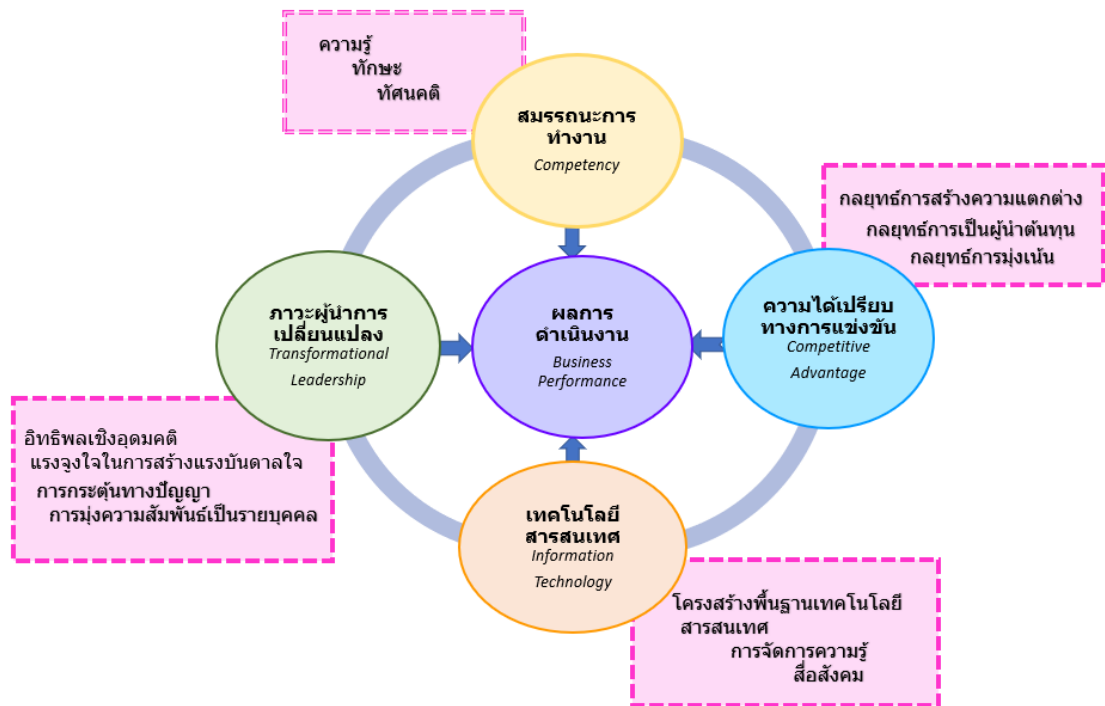 ความรู้
ทักษะ
ทัศนคติ
สมรรถนะการ
ทำงาน
Competency
กลยุทธ์การสร้างความแตกต่าง
กลยุทธ์การเป็นผู้นำต้นทุน
กลยุทธ์การมุ่งเน้น
ภาวะผู้นำการ
เปลี่ยนแปลง
Transformational
Leadership
ผลการ
ดำเนินงาน
Business
Performance
ความได้เปรียบ
ทางการแข่งขัน
Competitive
Advantage
อิทธิพลเชิงอุดมคติ
แรงจูงใจในการสร้างแรงบันดาลใจ
การกระตุ้นทางปัญญา
การมุ่งความสัมพันธ์เป็นรายบุคคล
เทคโนโลยี
สารสนเทศ
Information
Technology
โครงสร้างพื้นฐานเทคโนโลยี
สารสนเทศ
การจัดการความรู้
สื่อสังคม